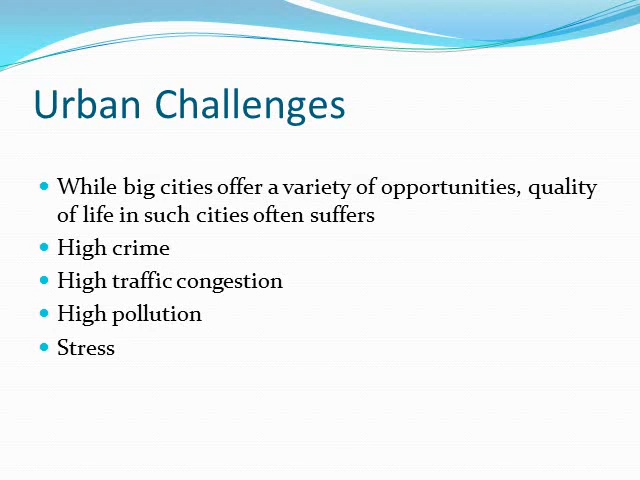 Urban Challenges
While big cities offer a variety of opportunities, quality
of life in such cities often suffers
High crime
High traffic congestion
High pollution
Stress